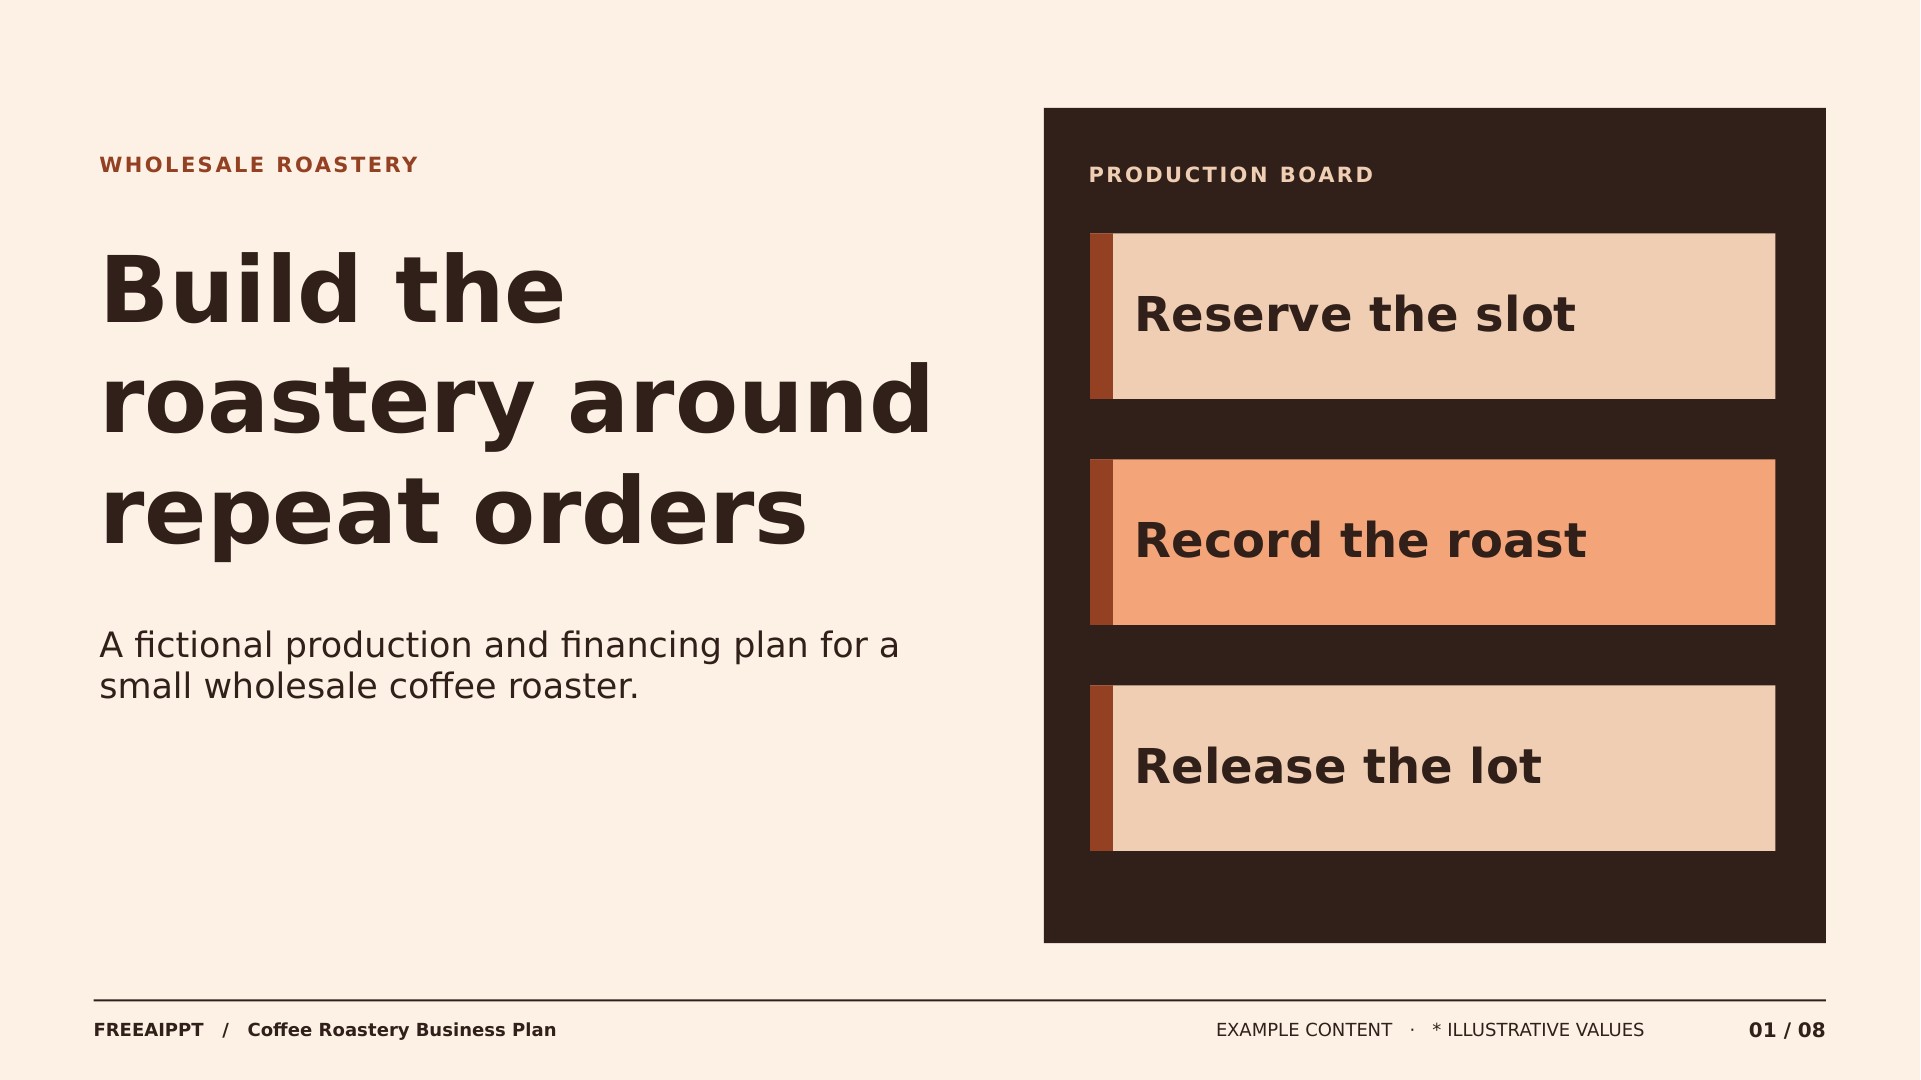 WHOLESALE ROASTERY
Build the
roastery around
repeat orders
A fictional production and financing plan for a
small wholesale coffee roaster.
PRODUCTION BOARD
Reserve the slot
Record the roast
Release the lot
FREEAIPPT / Coffee Roastery Business Plan
EXAMPLE CONTENT · * ILLUSTRATIVE VALUES
01 / 08